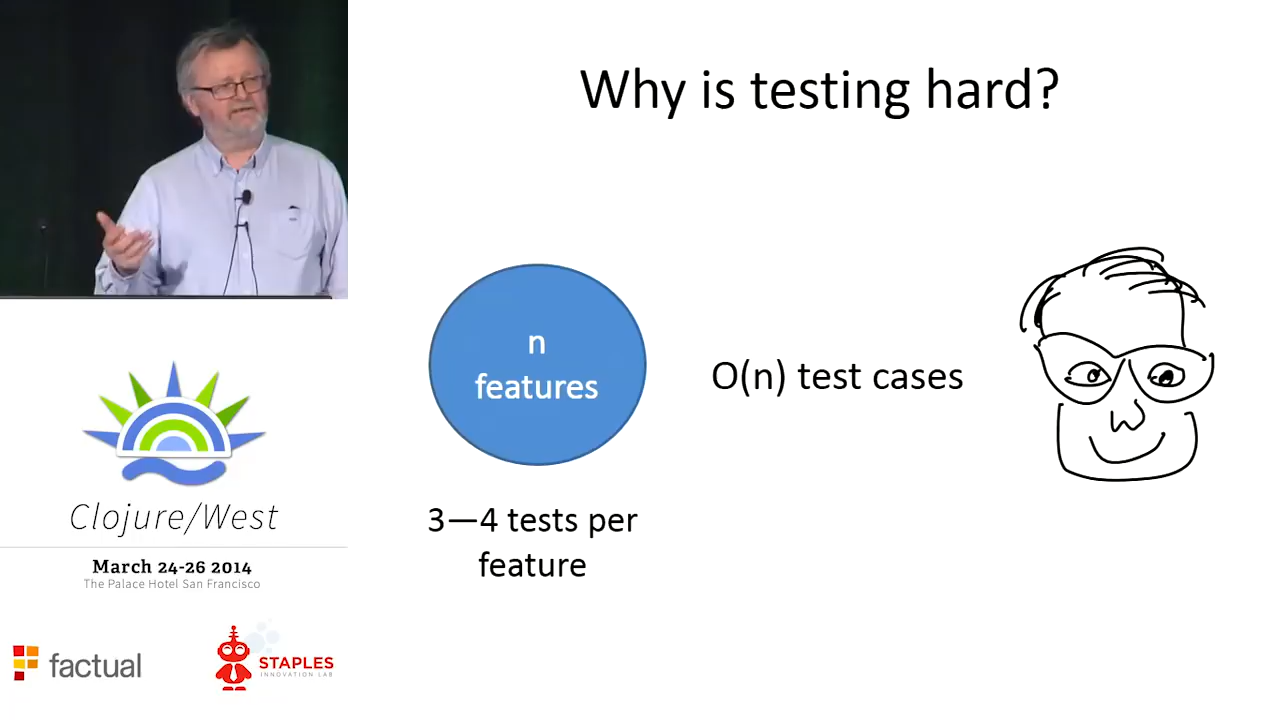 Why is testing hard?
n
features
O(n) test cases
3—4 tests per
feature
Clojure/West
March 24-26 2014
The Palace Hotel San Francisco
factual
STAPLES
INNOVATION LAB